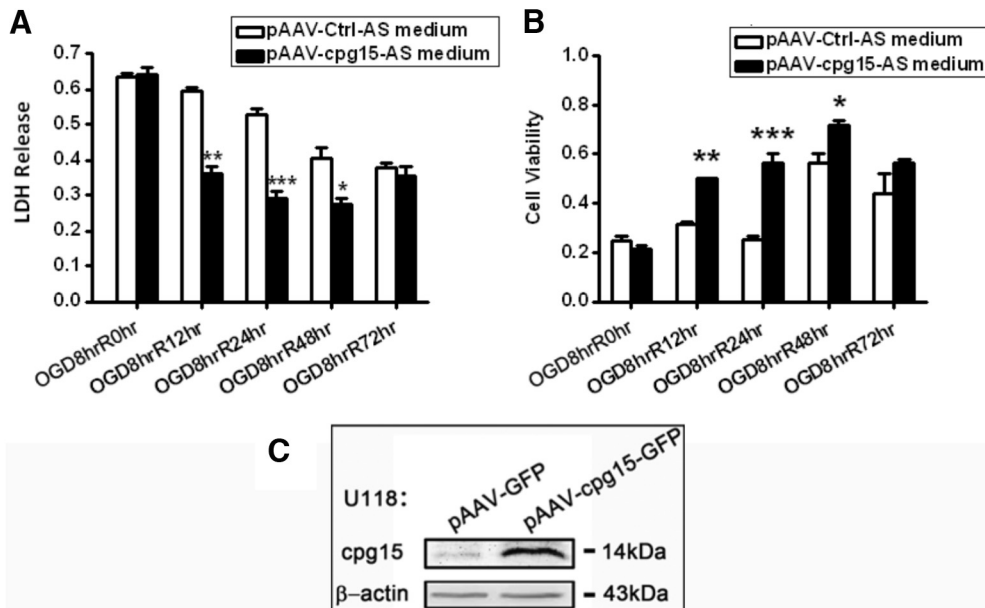 A
pAAV-Ctrl-AS medium
pAAV-cpg15-AS medium
LDH Release
0.7
0.6
0.5
0.4
0.3
0.2
0.1
0.0
**
***
*
OGD8hrR0hr
OGD8hrR12hr
OGD8hrR24hr
OGD8hrR48hr
OGD8hrR72hr
B
pAAV-Ctrl-AS medium
pAAV-cpg15-AS medium
Cell Viability
1.0
0.8
0.6
0.4
0.2
0.0
**
***
*
OGD8hrR0hr
OGD8hrR12hr
OGD8hrR24hr
OGD8hrR48hr
OGD8hrR72hr
C
U118:
pAAV-GFP
pAAV-cpg15-GFP
cpg15
- 14kDa
β-actin
- 43kDa